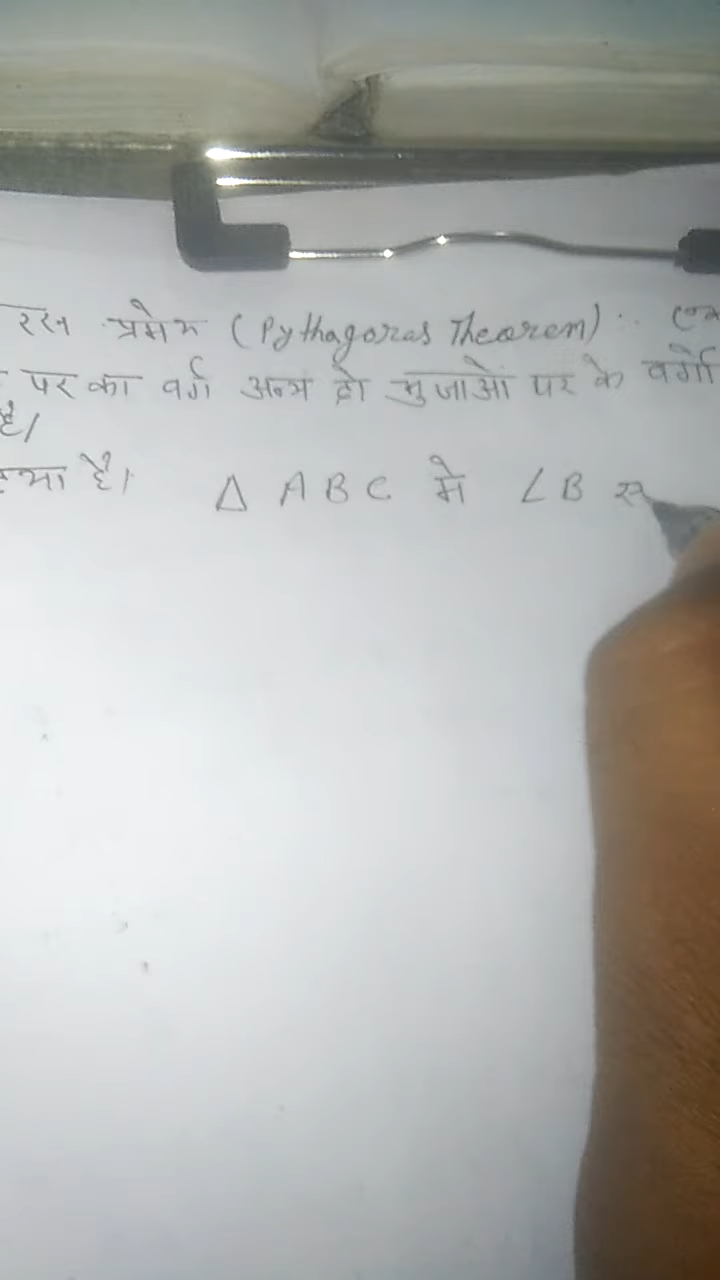 प्रमेय (Pythagoras Theorem) :
पर का वर्ग अन्य दो भुजाओं पर के वर्गो
है।
है। Δ ABC मे ∠B